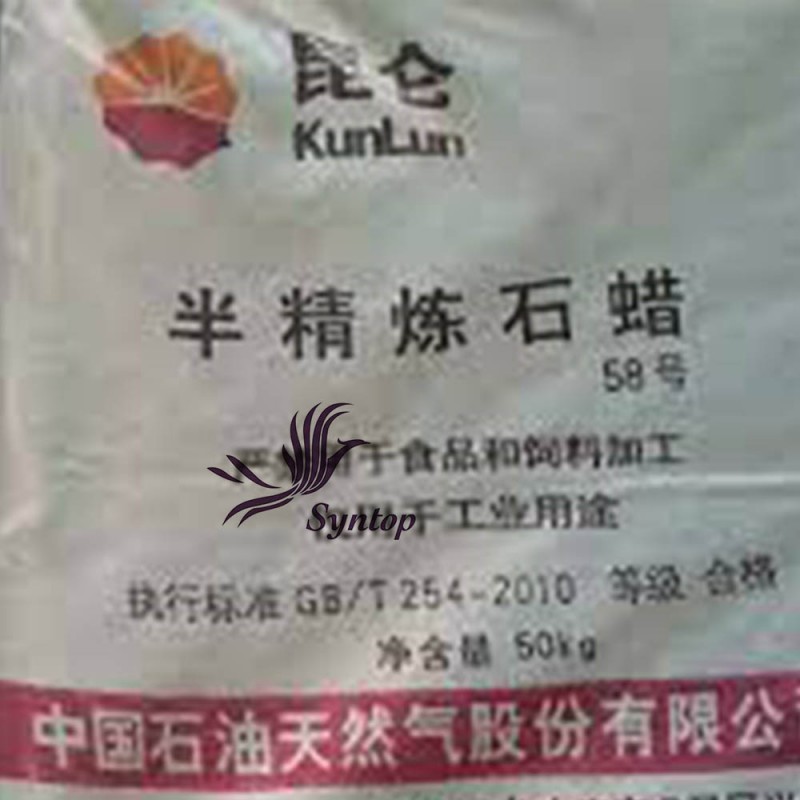 昆仑
KunLun
半精炼石蜡
58号
于食品和饲料加工
Syntop
于工业用途
执行标准 GB/T 254-2010 等级 合格
净含量 50kg
中国石油天然气股份有限公